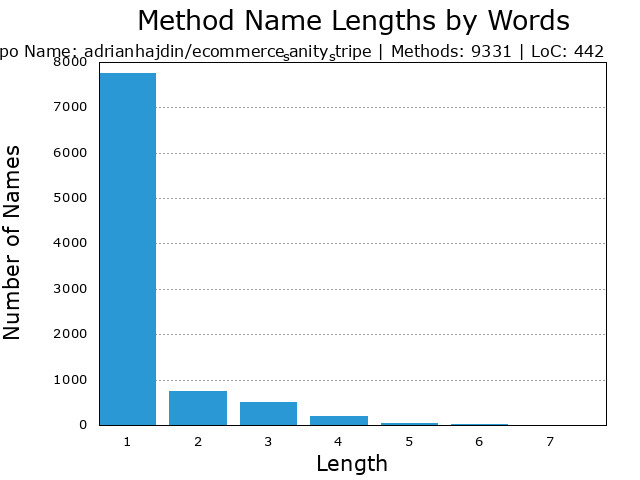 Method Name Lengths by Words
po Name: adrianhajdin/ecommerceₛanityₛtripe | Methods: 9331 | LoC: 442
8000
7000
6000
5000
4000
3000
2000
1000
0
Number of Names
1 2 3 4 5 6 7
Length